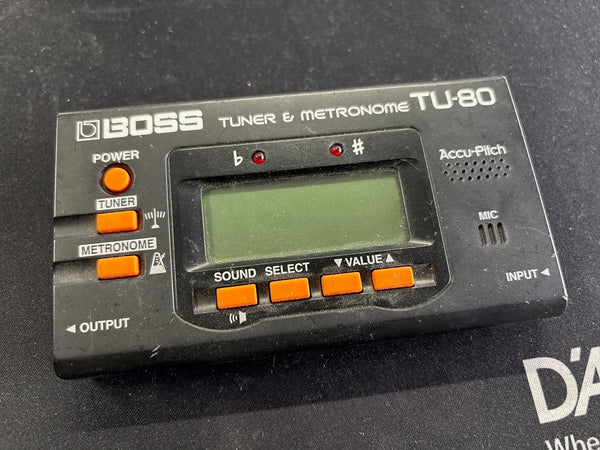 BOSS TUNER & METRONOME TU-80
♭ #
POWER
Accu-Pitch
TUNER
MIC
METRONOME
SOUND SELECT ▼ VALUE ▲
INPUT ◀
◀ OUTPUT
D'A
Whe